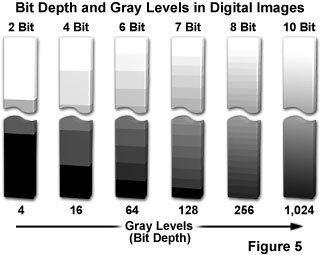 Bit Depth and Gray Levels in Digital Images
2 Bit 4 Bit 6 Bit 7 Bit 8 Bit 10 Bit
4 16 64 128 256 1,024
Gray Levels
(Bit Depth)
Figure 5